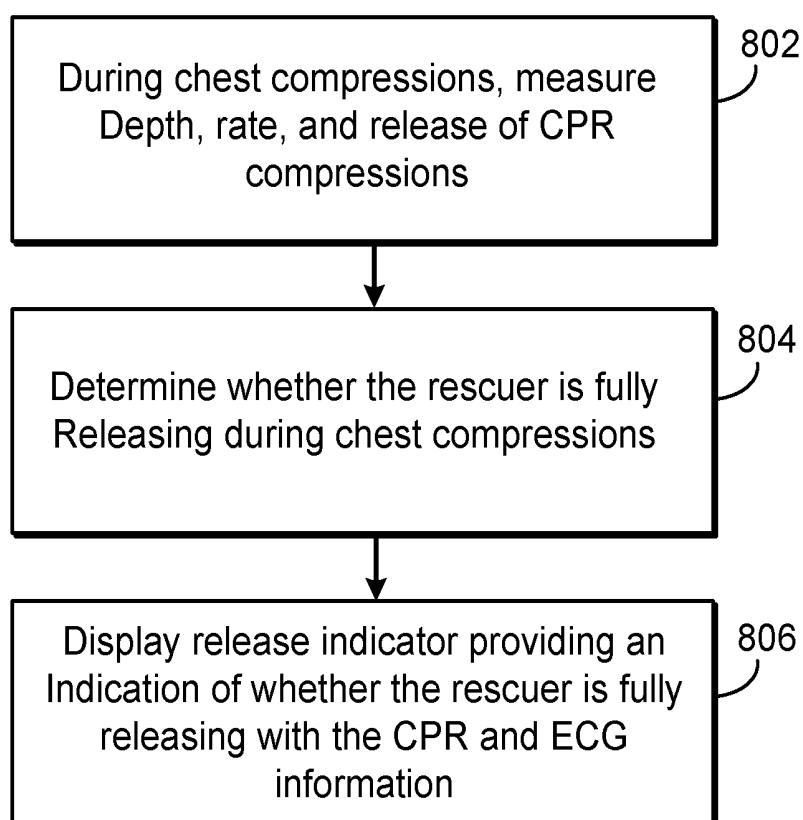 During chest compressions, measure
Depth, rate, and release of CPR
compressions
802
Determine whether the rescuer is fully
Releasing during chest compressions
804
Display release indicator providing an
Indication of whether the rescuer is fully
releasing with the CPR and ECG
information
806